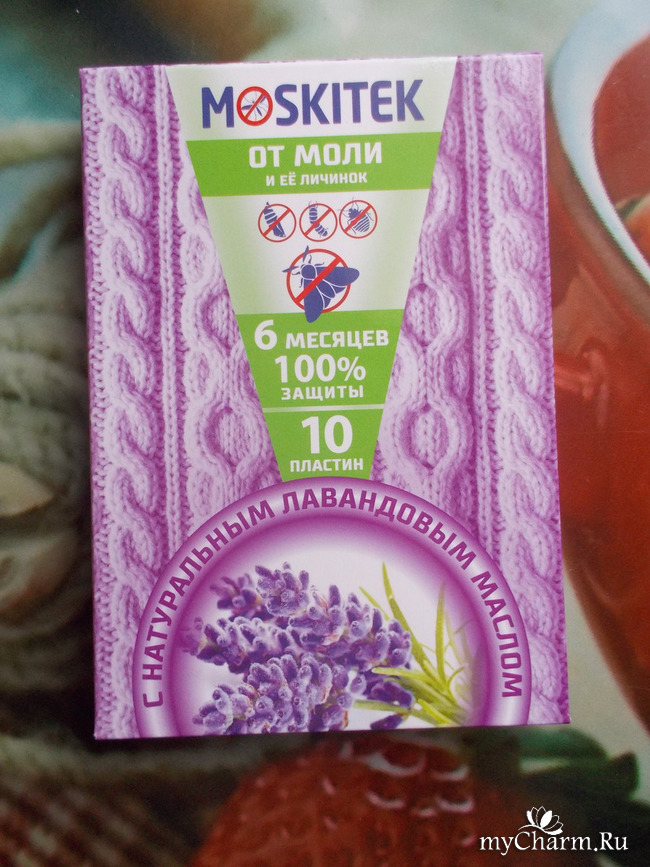 MOSKITEK
ОТ МОЛИ
И ЕЁ ЛИЧИНОК
6 МЕСЯЦЕВ
100%
ЗАЩИТЫ
10
ПЛАСТИН
С НАТУРАЛЬНЫМ ЛАВАНДОВЫМ МАСЛОМ
myCharm.Ru